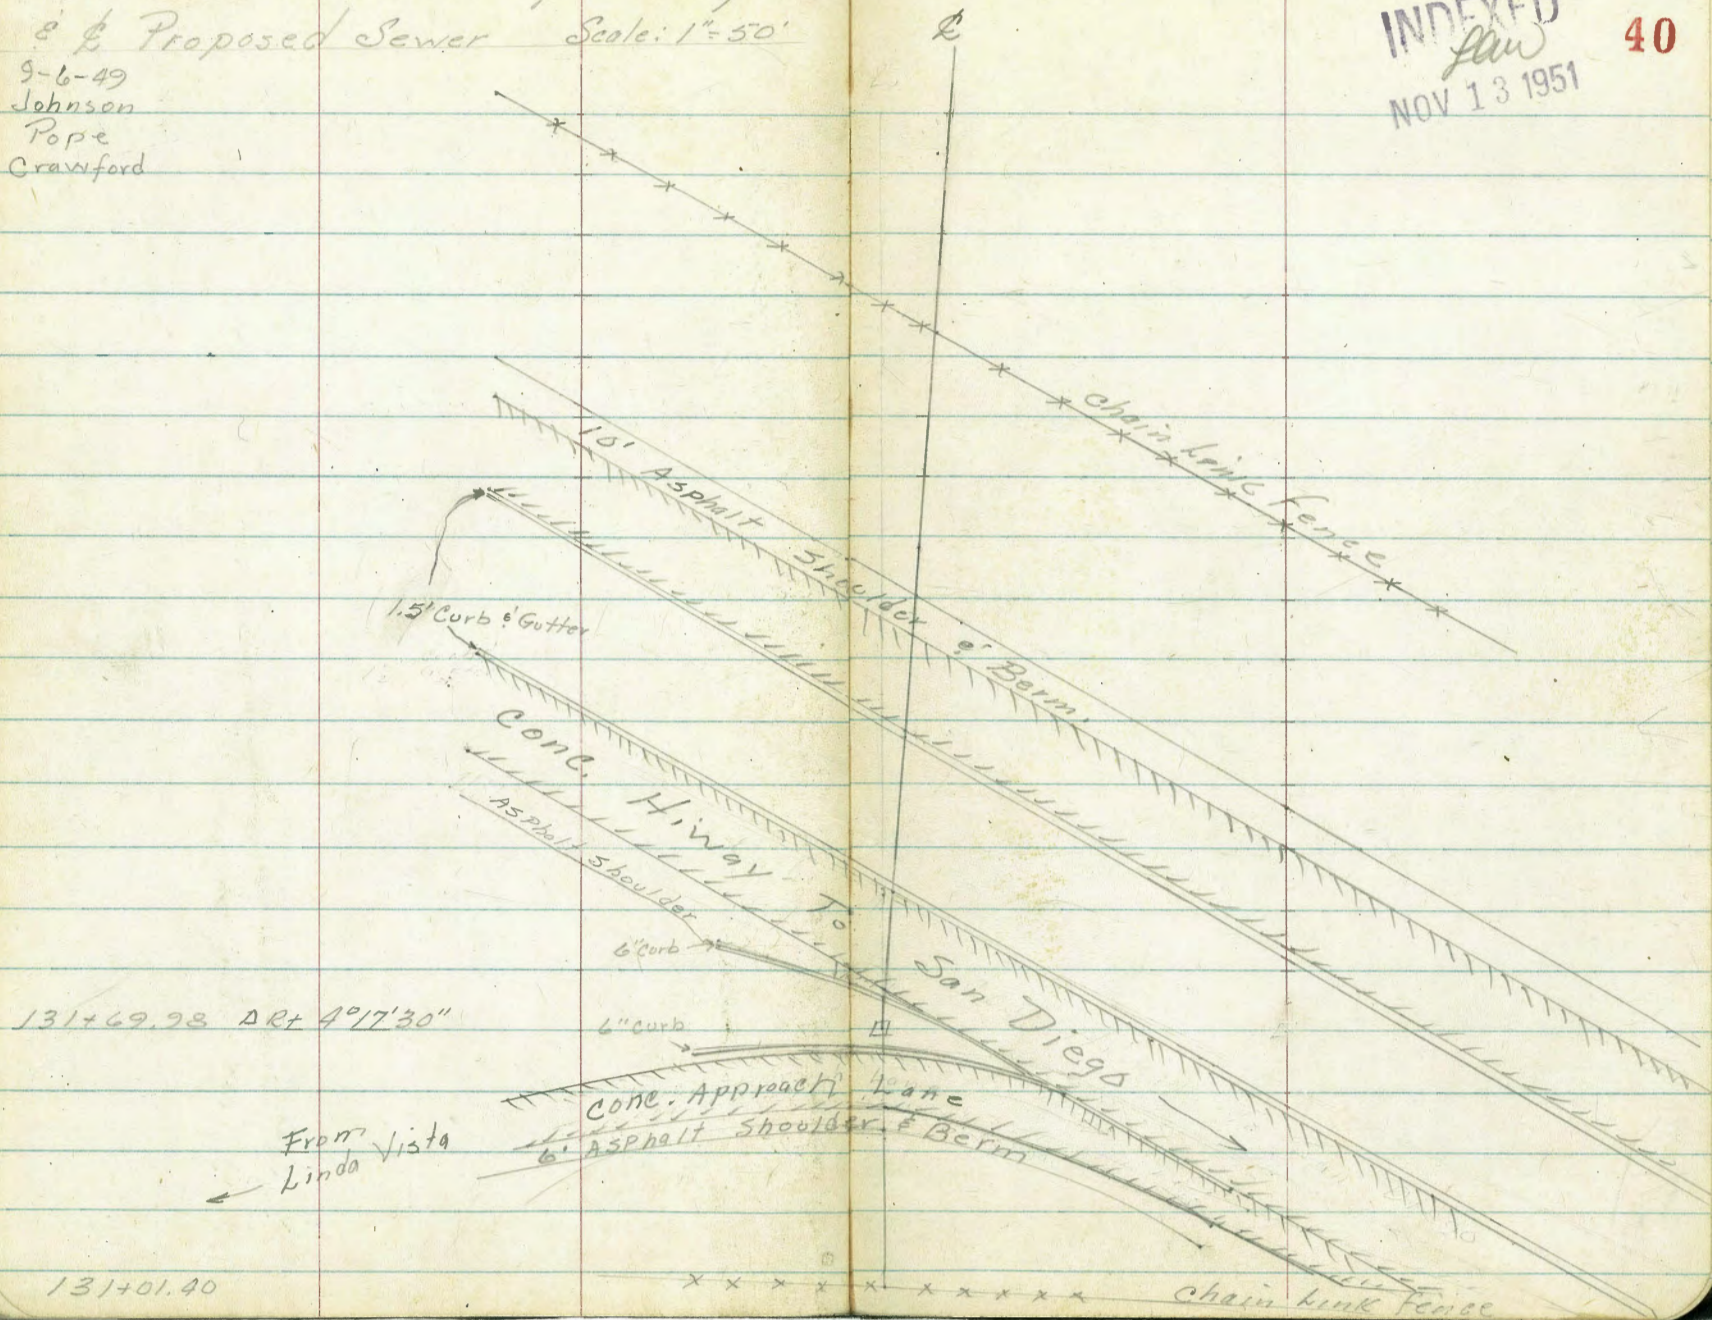 & ℄ Proposed Sewer Scale: 1"=50'
9-6-49
Johnson
Pope
Crawford
℄
INDEXED
NOV 13 1951
40
Chain Link Fence
10' Asphalt Shoulder & Berm.
1.5' Curb & Gutter
Conc. Hiway To San Diego
Asphalt Shoulder
6" Curb
131+69.98 Δ Rt 4°17'30"
6" Curb
Conc. Approach Lane
6' Asphalt Shoulder & Berm
From
Linda Vista
131+01.40
Chain Link Fence